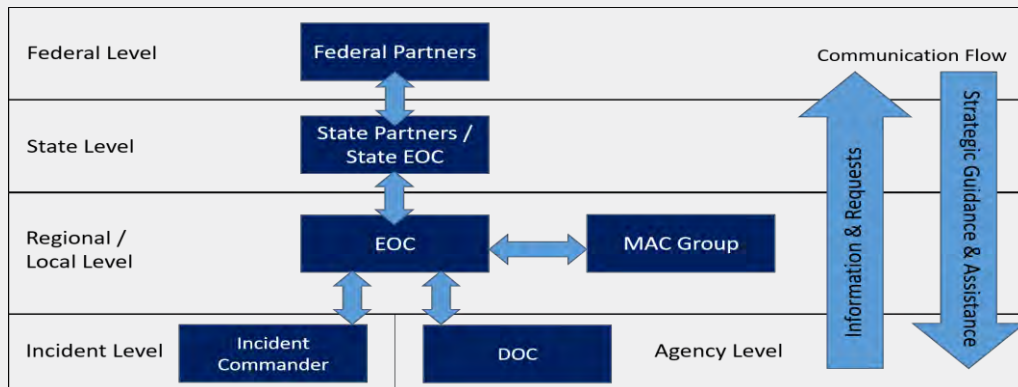 Federal Level
Federal Partners
Communication Flow
State Level
State Partners /
State EOC
Regional /
Local Level
EOC
MAC Group
Information & Requests
Strategic Guidance & Assistance
Incident Level
Incident
Commander
DOC
Agency Level